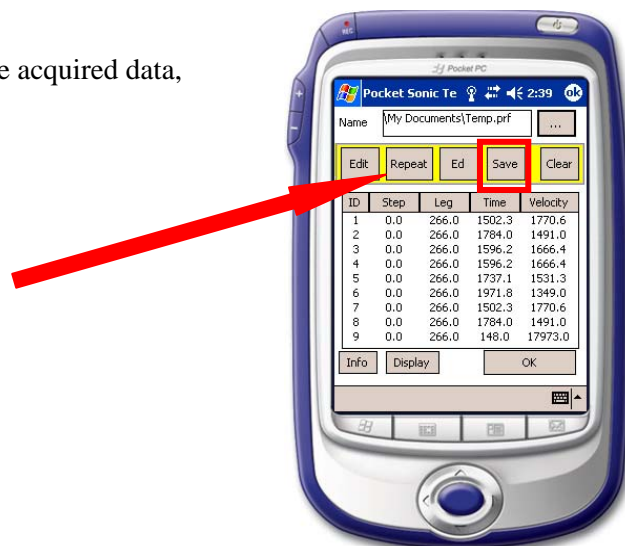 e acquired data,
REC
Pocket PC
Pocket Sonic Te 2:39 ok
Name \My Documents\Temp.prf ...
Edit Repeat Ed Save Clear
ID Step Leg Time Velocity
1 0.0 266.0 1502.3 1770.6
2 0.0 266.0 1784.0 1491.0
3 0.0 266.0 1596.2 1666.4
4 0.0 266.0 1596.2 1666.4
5 0.0 266.0 1737.1 1531.3
6 0.0 266.0 1971.8 1349.0
7 0.0 266.0 1502.3 1770.6
8 0.0 266.0 1784.0 1491.0
9 0.0 266.0 148.0 17973.0
Info Display OK